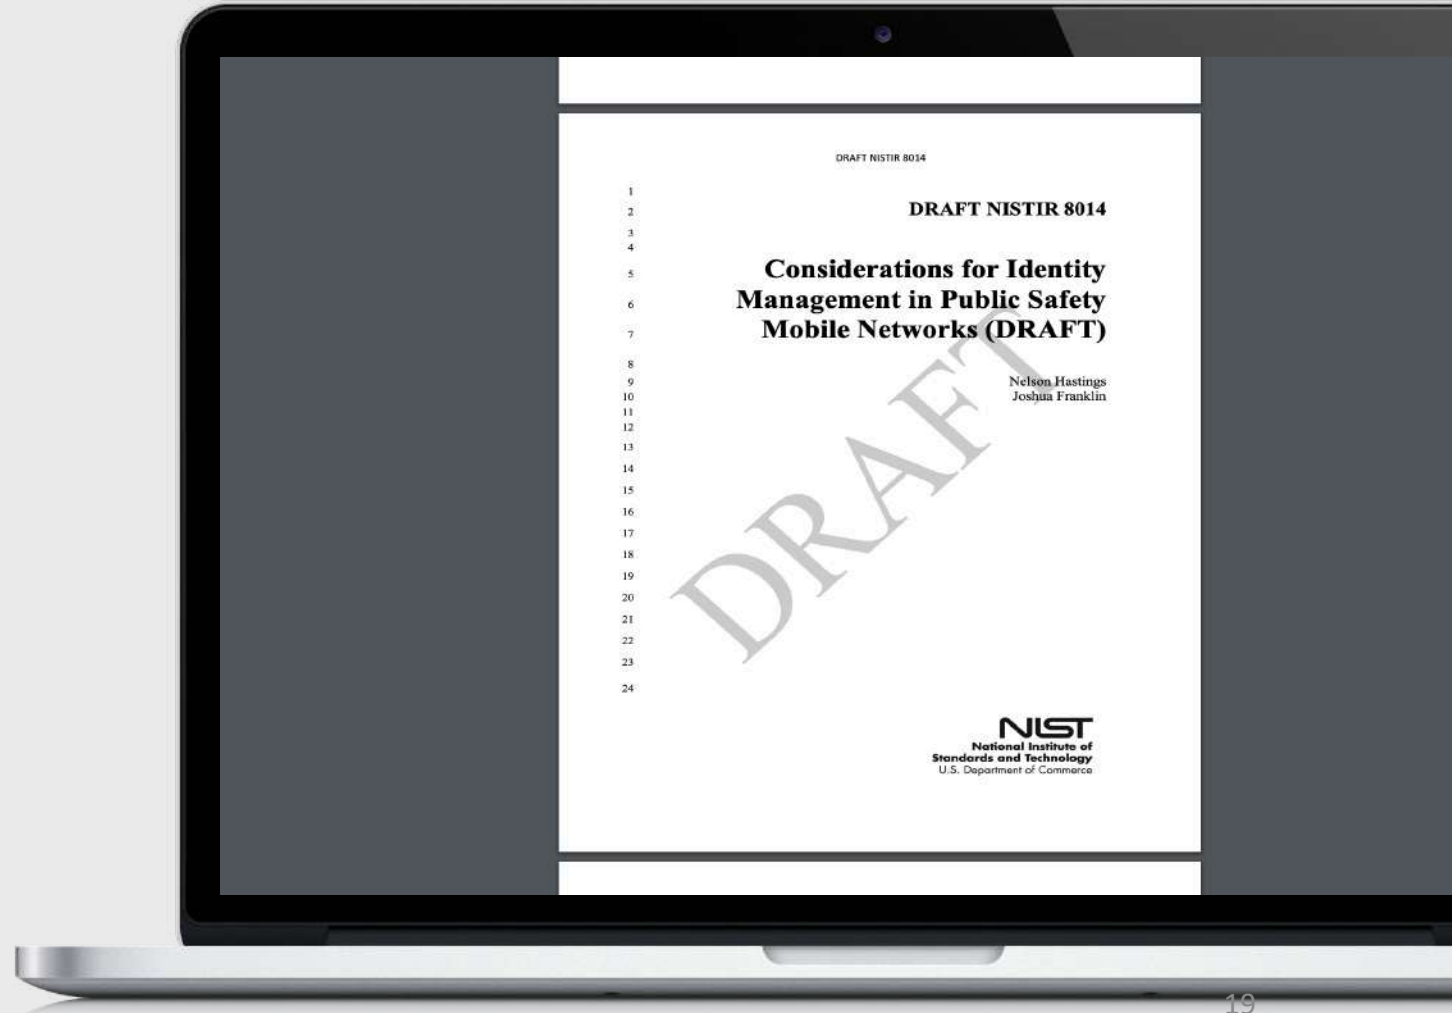 DRAFT NISTIR 8014
1
2 DRAFT NISTIR 8014
3
4
5 Considerations for Identity
6 Management in Public Safety
7 Mobile Networks (DRAFT)
8
9 Nelson Hastings
10 Joshua Franklin
11
12
13
14
15
16
17
18
19
20
21
22
23
24
DRAFT
NIST
National Institute of
Standards and Technology
U.S. Department of Commerce
19